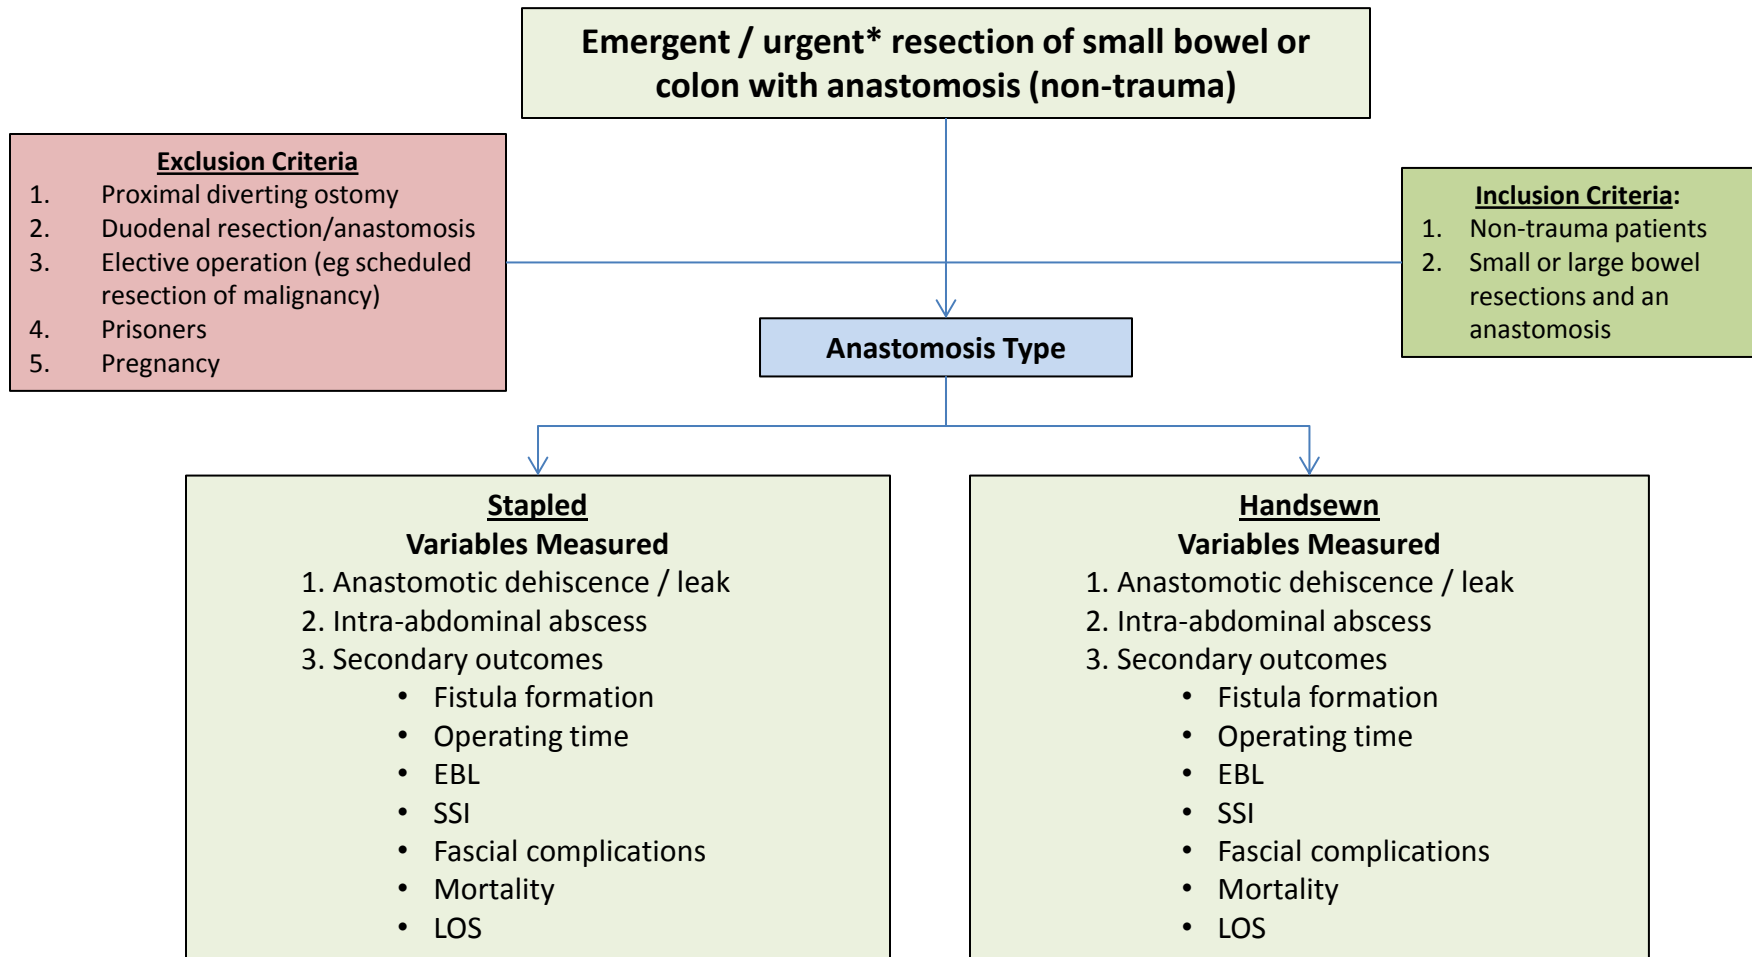 Emergent / urgent* resection of small bowel or
colon with anastomosis (non-trauma)
Exclusion Criteria
1. Proximal diverting ostomy
2. Duodenal resection/anastomosis
3. Elective operation (eg scheduled
resection of malignancy)
4. Prisoners
5. Pregnancy
Inclusion Criteria:
1. Non-trauma patients
2. Small or large bowel
resections and an
anastomosis
Anastomosis Type
Stapled
Variables Measured
1. Anastomotic dehiscence / leak
2. Intra-abdominal abscess
3. Secondary outcomes
• Fistula formation
• Operating time
• EBL
• SSI
• Fascial complications
• Mortality
• LOS
Handsewn
Variables Measured
1. Anastomotic dehiscence / leak
2. Intra-abdominal abscess
3. Secondary outcomes
• Fistula formation
• Operating time
• EBL
• SSI
• Fascial complications
• Mortality
• LOS